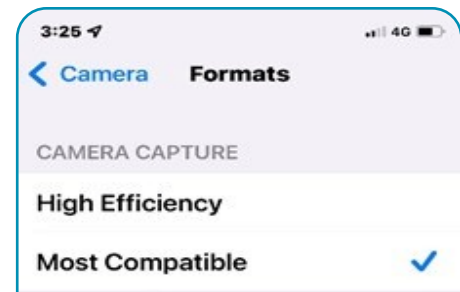 3:25 4G
Camera Formats
CAMERA CAPTURE
High Efficiency
Most Compatible